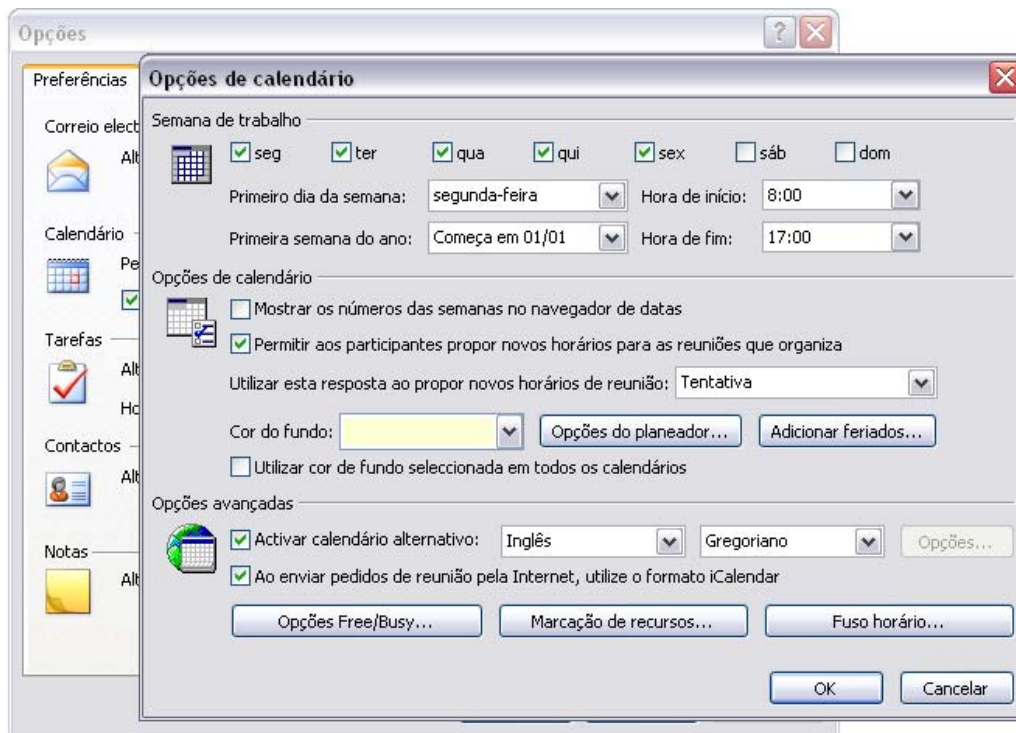 Opções
Preferências
Opções de calendário
Correio elect
Semana de trabalho
seg ter qua qui sex sáb dom
Primeiro dia da semana: segunda-feira Hora de início: 8:00
Primeira semana do ano: Começa em 01/01 Hora de fim: 17:00
Calendário
Opções de calendário
Mostrar os números das semanas no navegador de datas
Tarefas
Permitir aos participantes propor novos horários para as reuniões que organiza
Utilizar esta resposta ao propor novos horários de reunião: Tentativa
Contactos
Cor do fundo: Opções do planeador... Adicionar feriados...
Utilizar cor de fundo seleccionada em todos os calendários
Opções avançadas
Notas
Activar calendário alternativo: Inglês Gregoriano Opções...
Ao enviar pedidos de reunião pela Internet, utilize o formato iCalendar
Opções Free/Busy... Marcação de recursos... Fuso horário...
OK Cancelar